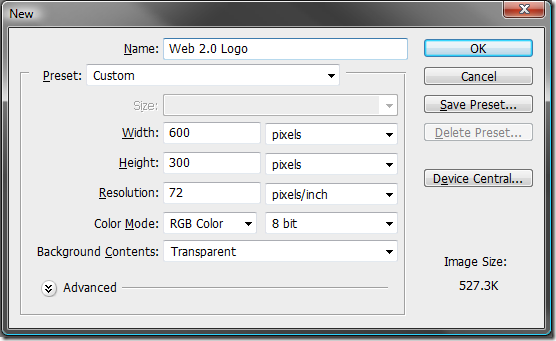 New
Name: Web 2.0 Logo
OK
Preset: Custom
Cancel
Size:
Save Preset...
Width: 600 pixels
Delete Preset...
Height: 300 pixels
Resolution: 72 pixels/inch
Device Central...
Color Mode: RGB Color 8 bit
Background Contents: Transparent
Image Size:
527.3K
Advanced